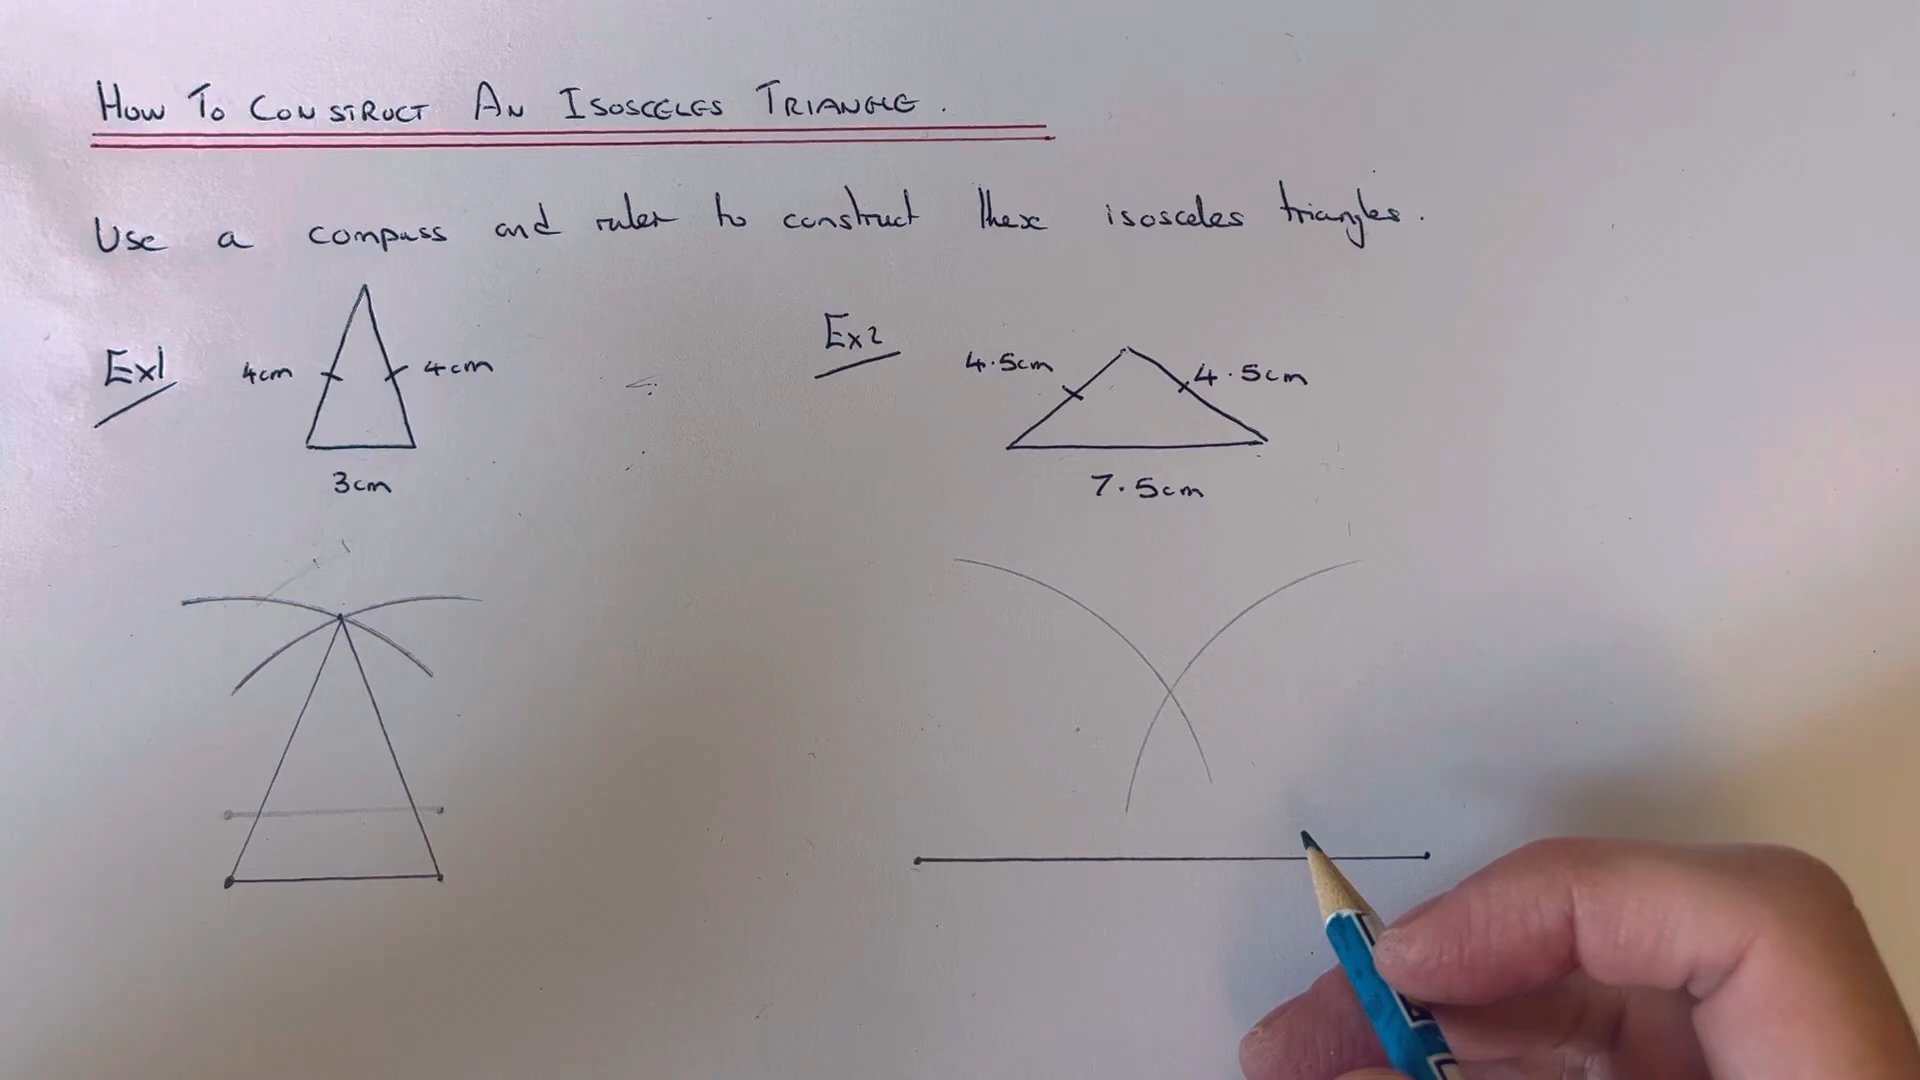 HOW TO CONSTRUCT AN ISOSCELES TRIANGLE.
Use a compass and ruler to construct these isosceles triangles.
Ex1
4cm
4cm
3cm
Ex2
4.5cm
4.5cm
7.5cm